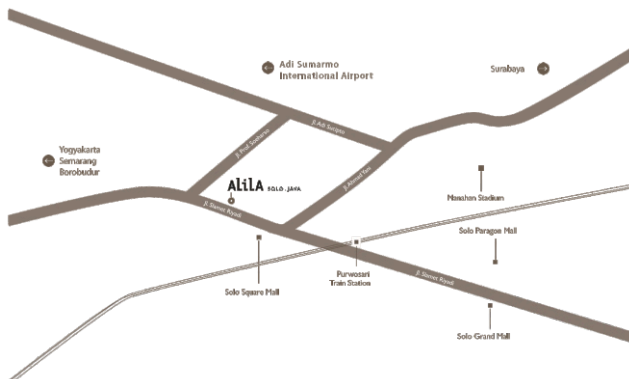 Adi Sumarmo
International Airport
Surabaya
Jl. Adi Sucipto
Jl. Prof. Soeharso
Jl. Ahmad Yani
Yogyakarta
Semarang
Borobudur
ALILA SOLO . JAVA
Manahan Stadium
Jl. Slamet Riyadi
Solo Paragon Mall
Purwosari
Train Station
Jl. Slamet Riyadi
Solo Square Mall
Solo Grand Mall